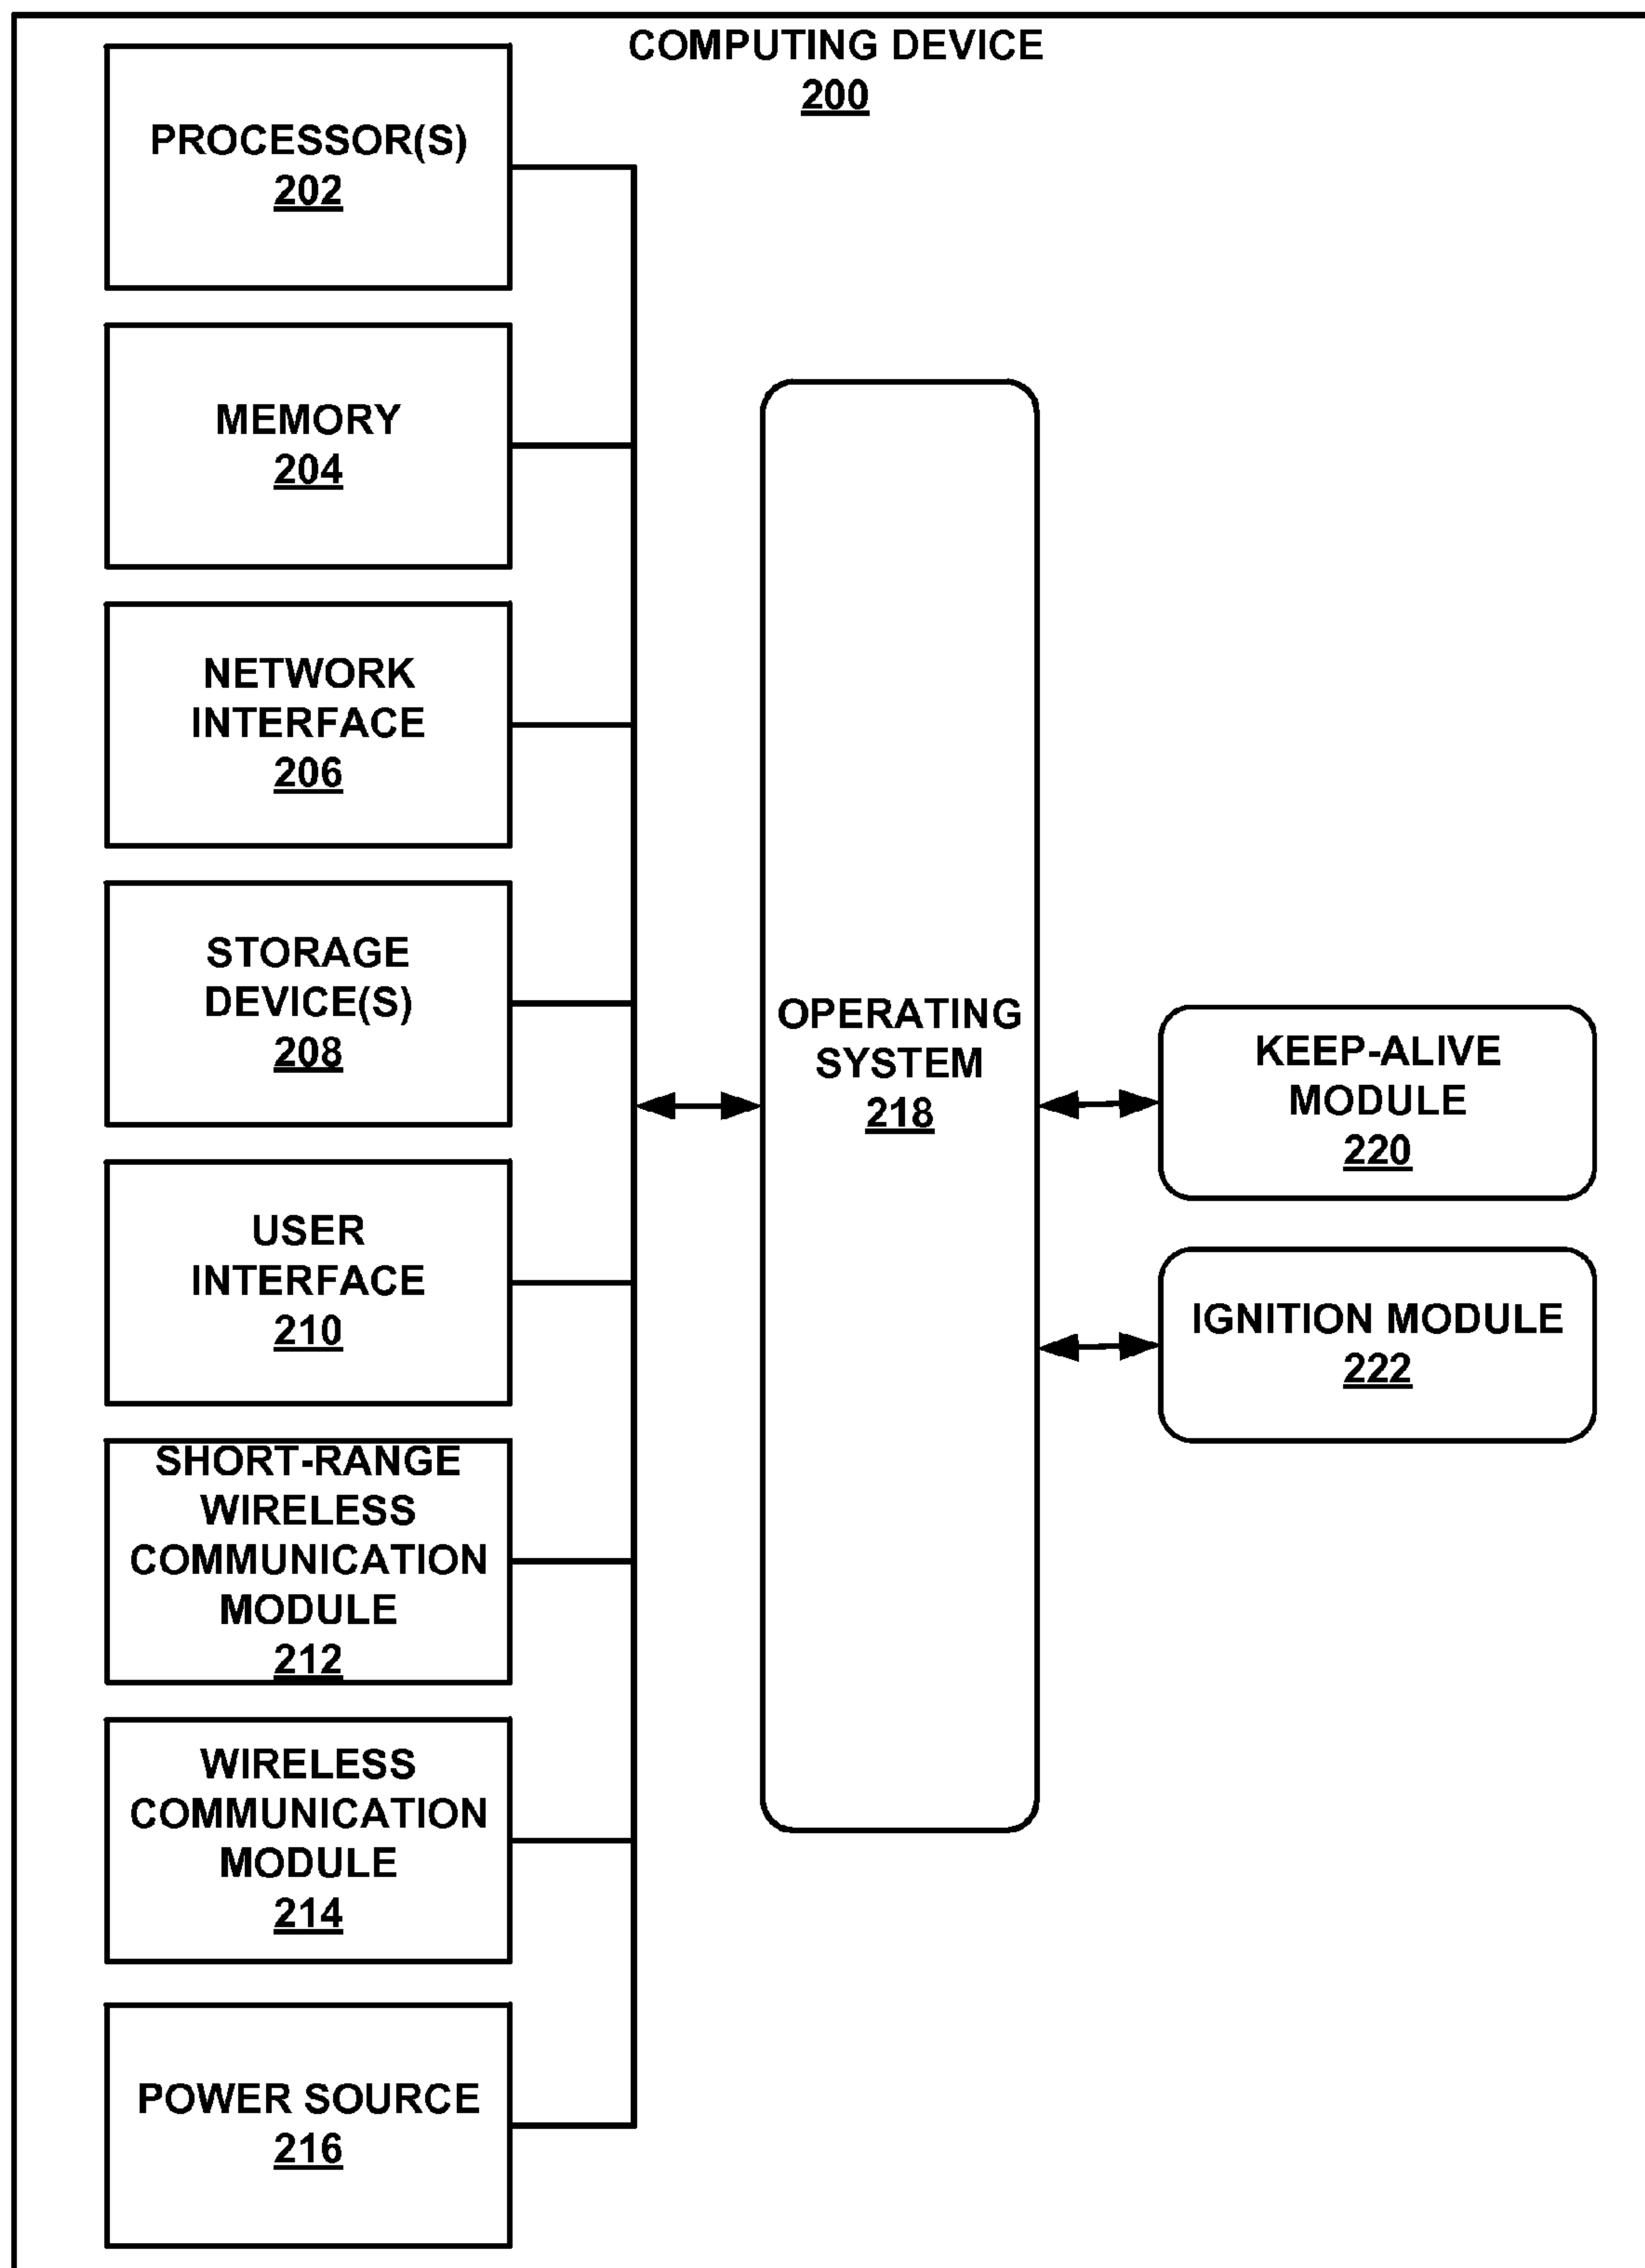 COMPUTING DEVICE
200
PROCESSOR(S)
202
MEMORY
204
NETWORK
INTERFACE
206
STORAGE
DEVICE(S)
208
USER
INTERFACE
210
SHORT-RANGE
WIRELESS
COMMUNICATION
MODULE
212
WIRELESS
COMMUNICATION
MODULE
214
POWER SOURCE
216
OPERATING
SYSTEM
218
KEEP-ALIVE
MODULE
220
IGNITION MODULE
222